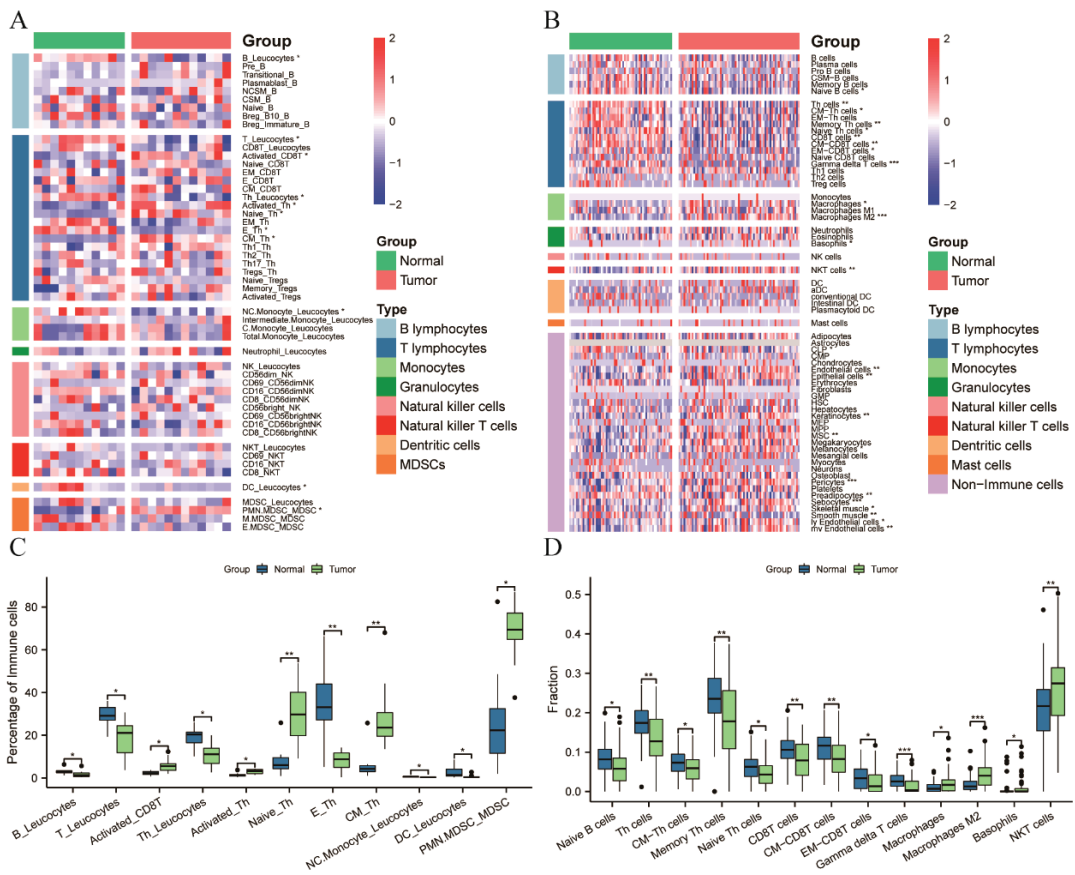 A
Group
B_Leucocytes *
Pre_B
Transitional_B
Plasmablast_B
NCSM_B
CSM_B
Naive_B
Breg_B10_B
Breg_Immature_B
T_Leucocytes *
CD8T_Leucocytes
Activated_CD8T *
Naive_CD8T
EM_CD8T
E_CD8T
CM_CD8T
Th_Leucocytes *
Activated_Th *
Naive_Th *
EM_Th
E_Th *
CM_Th *
Th1_Th
Th2_Th
Th17_Th
Tregs_Th
Naive_Tregs
Memory_Tregs
Activated_Tregs
NC.Monocyte_Leucocytes *
Intermediate.Monocyte_Leucocytes
C.Monocyte_Leucocytes
Total.Monocyte_Leucocytes
Neutrophil_Leucocytes
NK_Leucocytes
CD56dim_NK
CD69_CD56dimNK
CD16_CD56dimNK
CD8_CD56dimNK
CD56bright_NK
CD69_CD56brightNK
CD16_CD56brightNK
CD8_CD56brightNK
NKT_Leucocytes
CD69_NKT
CD16_NKT
CD8_NKT
DC_Leucocytes *
MDSC_Leucocytes
PMN.MDSC_MDSC *
M.MDSC_MDSC
E.MDSC_MDSC
2
1
0
−1
−2
Group
Normal
Tumor
Type
B lymphocytes
T lymphocytes
Monocytes
Granulocytes
Natural killer cells
Natural killer T cells
Dentritic cells
MDSCs
B
Group
B cells
Plasma cells
Pro B cells
CSM−B cells
Memory B cells
Naive B cells *
Th cells **
CM−Th cells *
EM−Th cells
Memory Th cells **
Naive Th cells *
CD8T cells **
CM−CD8T cells **
EM−CD8T cells *
Naive CD8T cells
Gamma delta T cells ***
Th1 cells
Th2 cells
Treg cells
Monocytes
Macrophages *
Macrophages M1
Macrophages M2 ***
Neutrophils
Eosinophils
Basophils *
NK cells
NKT cells **
DC
aDC
conventional DC
Intestinal DC
Plasmacytoid DC
Mast cells
Adipocytes
Astrocytes
CLP
CMP
Chondrocytes
Endothelial cells **
Epithelial cells **
Erythrocytes
Fibroblasts
GMP
HSC
Hepatocytes
Keratinocytes **
MEP
MPP
MSC **
Megakaryocytes
Melanocytes *
Mesangial cells
Myocytes
Neurons
Osteoblast
Pericytes ***
Platelets
Preadipocytes **
Sebocytes ***
Skeletal muscle *
Smooth muscle **
ly Endothelial cells *
mv Endothelial cells **
2
1
0
−1
−2
Group
Normal
Tumor
Type
B lymphocytes
T lymphocytes
Monocytes
Granulocytes
Natural killer cells
Natural killer T cells
Dentritic cells
Mast cells
Non−Immune cells
C
Group Normal Tumor
Percentage of Immune cells
80
60
40
20
0
* * * * * ** ** ** * * *
B_Leucocytes
T_Leucocytes
Activated_CD8T
Th_Leucocytes
Activated_Th
Naive_Th
E_Th
CM_Th
NC.Monocyte_Leucocytes
DC_Leucocytes
PMN.MDSC_MDSC
D
Group Normal Tumor
Fraction
0.5
0.4
0.3
0.2
0.1
0.0
* ** * ** * ** ** * *** * *** * **
Naive B cells
Th cells
CM−Th cells
Memory Th cells
Naive Th cells
CD8T cells
CM−CD8T cells
EM−CD8T cells
Gamma delta T cells
Macrophages
Macrophages M2
Basophils
NKT cells